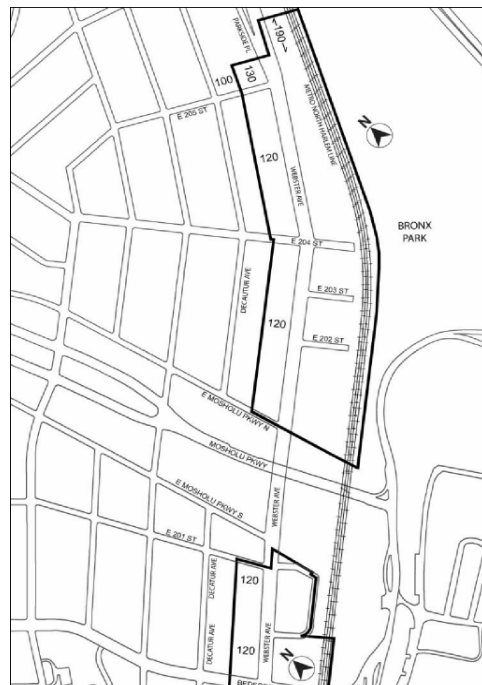 PARKSIDE PL
190
130
100
METRO NORTH HARLEM LINE
E 205 ST
N
120
WEBSTER AVE
BRONX
PARK
E 204 ST
DECAUTUR AVE
E 203 ST
120
E 202 ST
E MOSHOLU PKWY N
MOSHOLU PKWY
E MOSHOLU PKWY S
WEBSTER AVE
E 201 ST
DECATUR AVE
120
DECATUR AVE
WEBSTER AVE
120
N